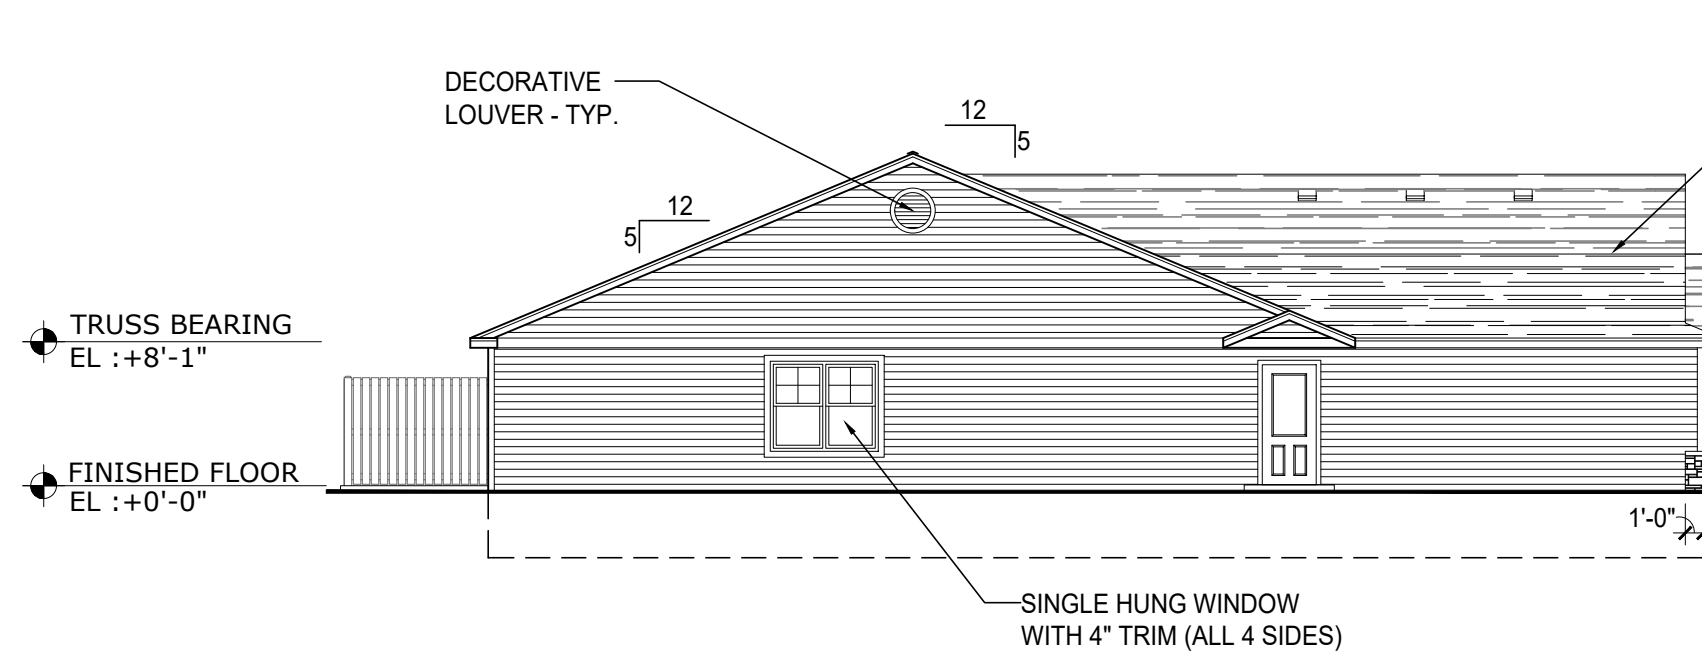 DECORATIVE
LOUVER - TYP.
12
5
12
5
TRUSS BEARING
EL :+8'-1"
FINISHED FLOOR
EL :+0'-0"
1'-0"
SINGLE HUNG WINDOW
WITH 4" TRIM (ALL 4 SIDES)